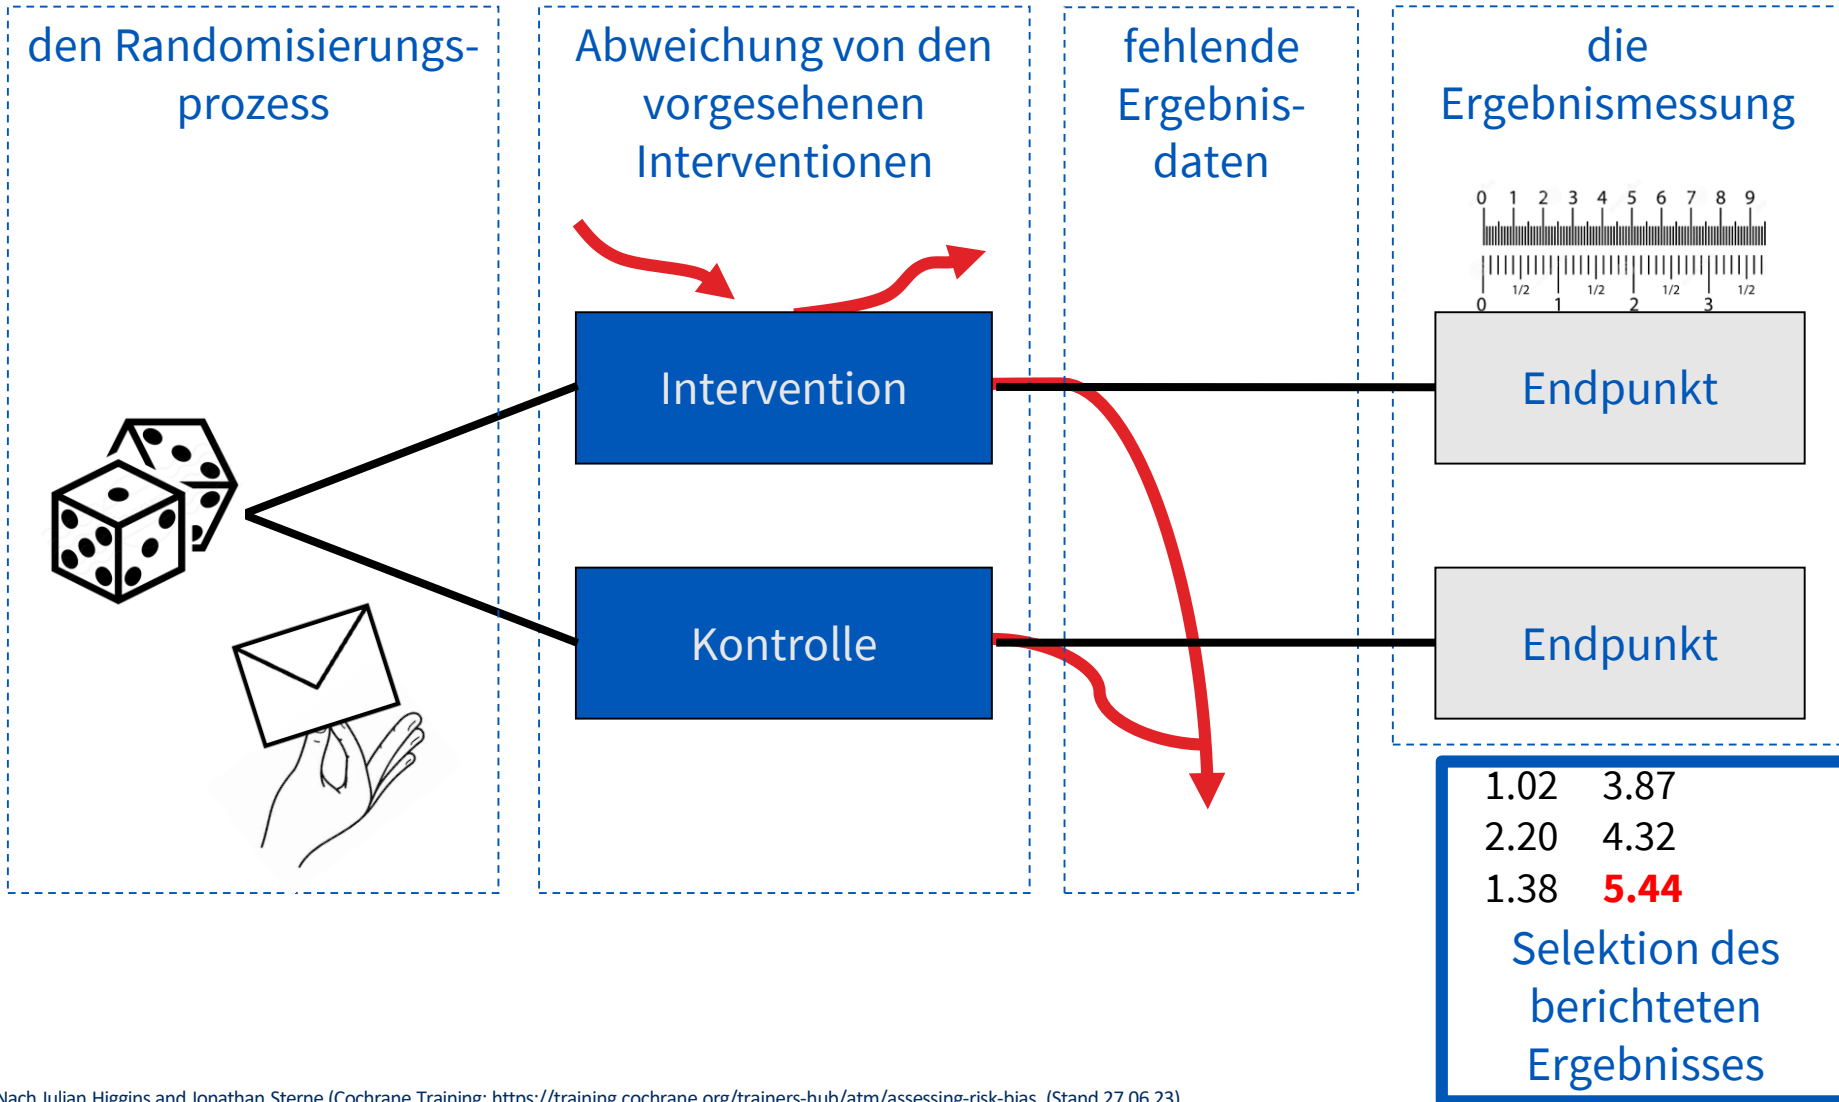 den Randomisierungs-
prozess
Abweichung von den
vorgesehenen
Interventionen
fehlende
Ergebnis-
daten
die
Ergebnismessung
0 1 2 3 4 5 6 7 8 9
1/2 1/2 1/2 1/2
0 1 2 3
Intervention
Endpunkt
Kontrolle
Endpunkt
1.02 3.87
2.20 4.32
1.38 5.44
Selektion des
berichteten
Ergebnisses
Nach Julian Higgins and Jonathan Sterne (Cochrane Training: https://training.cochrane.org/trainers-hub/atm/assessing-risk-bias (Stand 27.06.23)